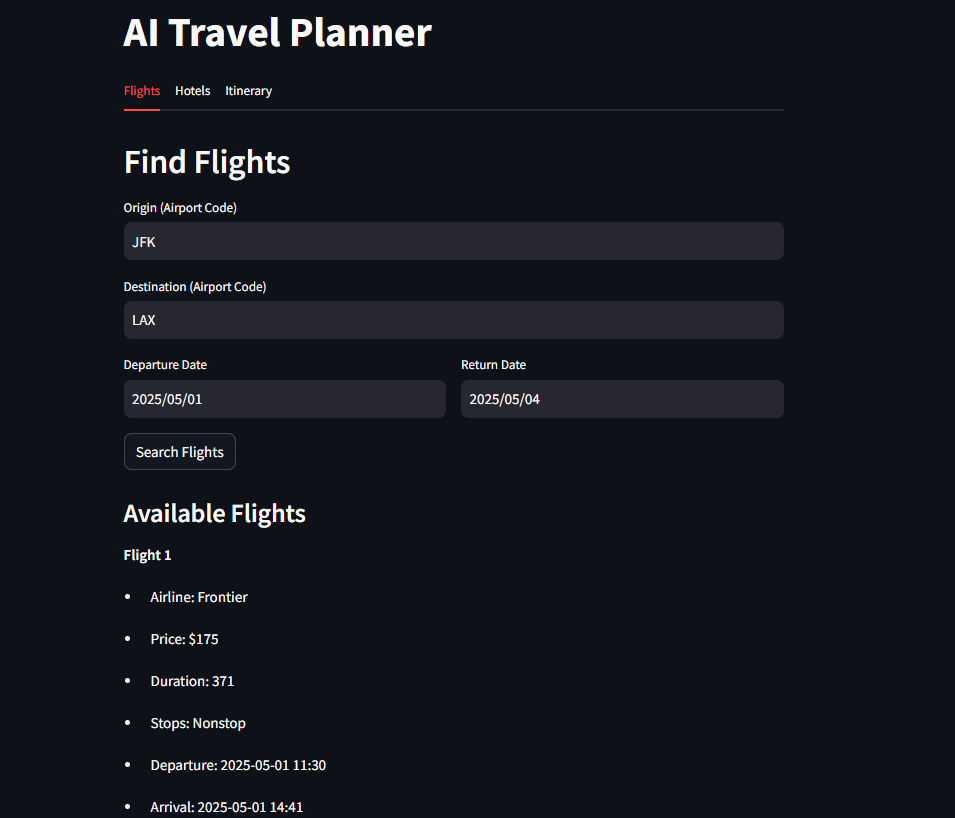 AI Travel Planner
Flights Hotels Itinerary
Find Flights
Origin (Airport Code)
JFK
Destination (Airport Code)
LAX
Departure Date Return Date
2025/05/01 2025/05/04
Search Flights
Available Flights
Flight 1
• Airline: Frontier
• Price: $175
• Duration: 371
• Stops: Nonstop
• Departure: 2025-05-01 11:30
• Arrival: 2025-05-01 14:41